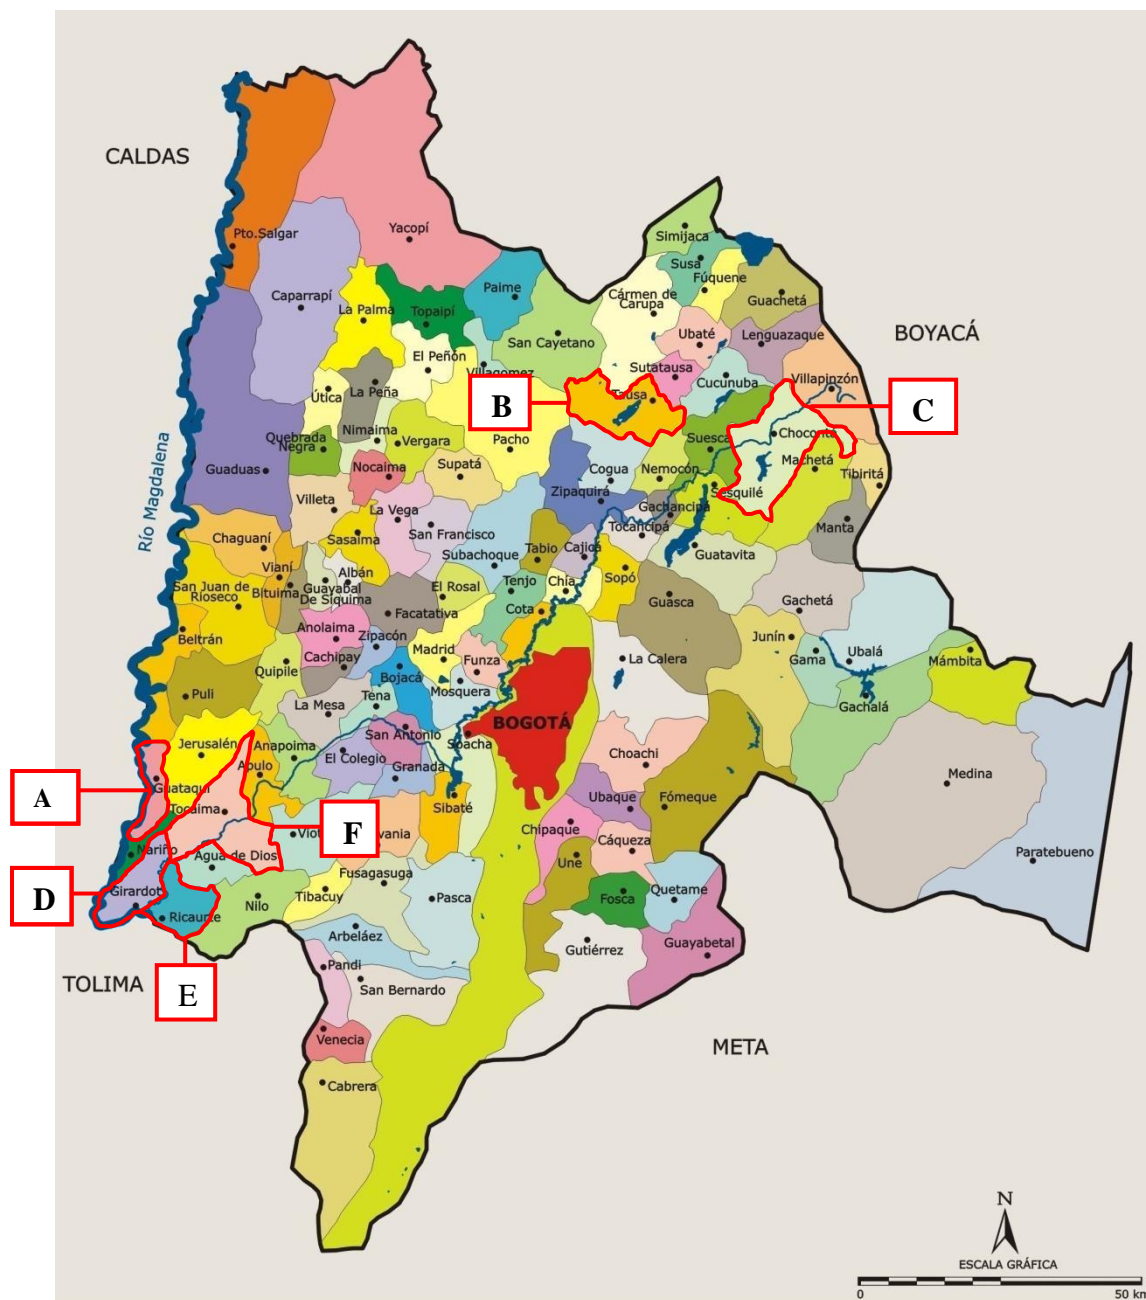 CALDAS
Pto.Salgar
Yacopí
Simijaca
Susa
Fúquene
Guachetá
Paime
Cármen de
Carupa
Caparrapí
La Palma
Topaipí
San Cayetano
Ubaté
Lenguazaque
BOYACÁ
El Peñón
Villagomez
Sutatausa
Cucunuba
Villapinzón
Útica
La Peña
B
Tausa
C
Río Magdalena
Quebrada
Negra
Nimaima
Vergara
Pacho
Suesca
Chocontá
Guaduas
Nocaima
Supatá
Cogua
Nemocón
Machetá
Tibiritá
Villeta
Zipaquirá
Sesquilé
La Vega
San Francisco
Gachancipá
Tocancipá
Manta
Chaguaní
Sasaima
Subachoque
Tabio
Cajicá
Guatavita
Vianí
Albán
Guayabal
De Siquima
Bituima
San Juan de
Rioseco
El Rosal
Tenjo
Chía
Sopó
Guasca
Gachetá
Facatativa
Cota
Beltrán
Anolaima
Zipacón
Madrid
Funza
La Calera
Junín
Gama
Ubalá
Mámbita
Cachipay
Quipile
Bojacá
Mosquera
Puli
Tena
Gachalá
La Mesa
BOGOTÁ
San Antonio
Soacha
Jerusalén
Anapoima
El Colegio
Choachi
Apulo
Granada
Medina
A
Guataqui
Sibaté
Ubaque
Fómeque
Tocaima
F
Viot
vania
Chipaque
Cáqueza
Nariño
Agua de Dios
Une
Paratebueno
Fusagasuga
D
Girardot
Tibacuy
Pasca
Fosca
Quetame
Nilo
Ricaurte
Arbeláez
Gutiérrez
Guayabetal
TOLIMA
E
Pandi
San Bernardo
Venecia
META
Cabrera
N
ESCALA GRÁFICA
0
50 km